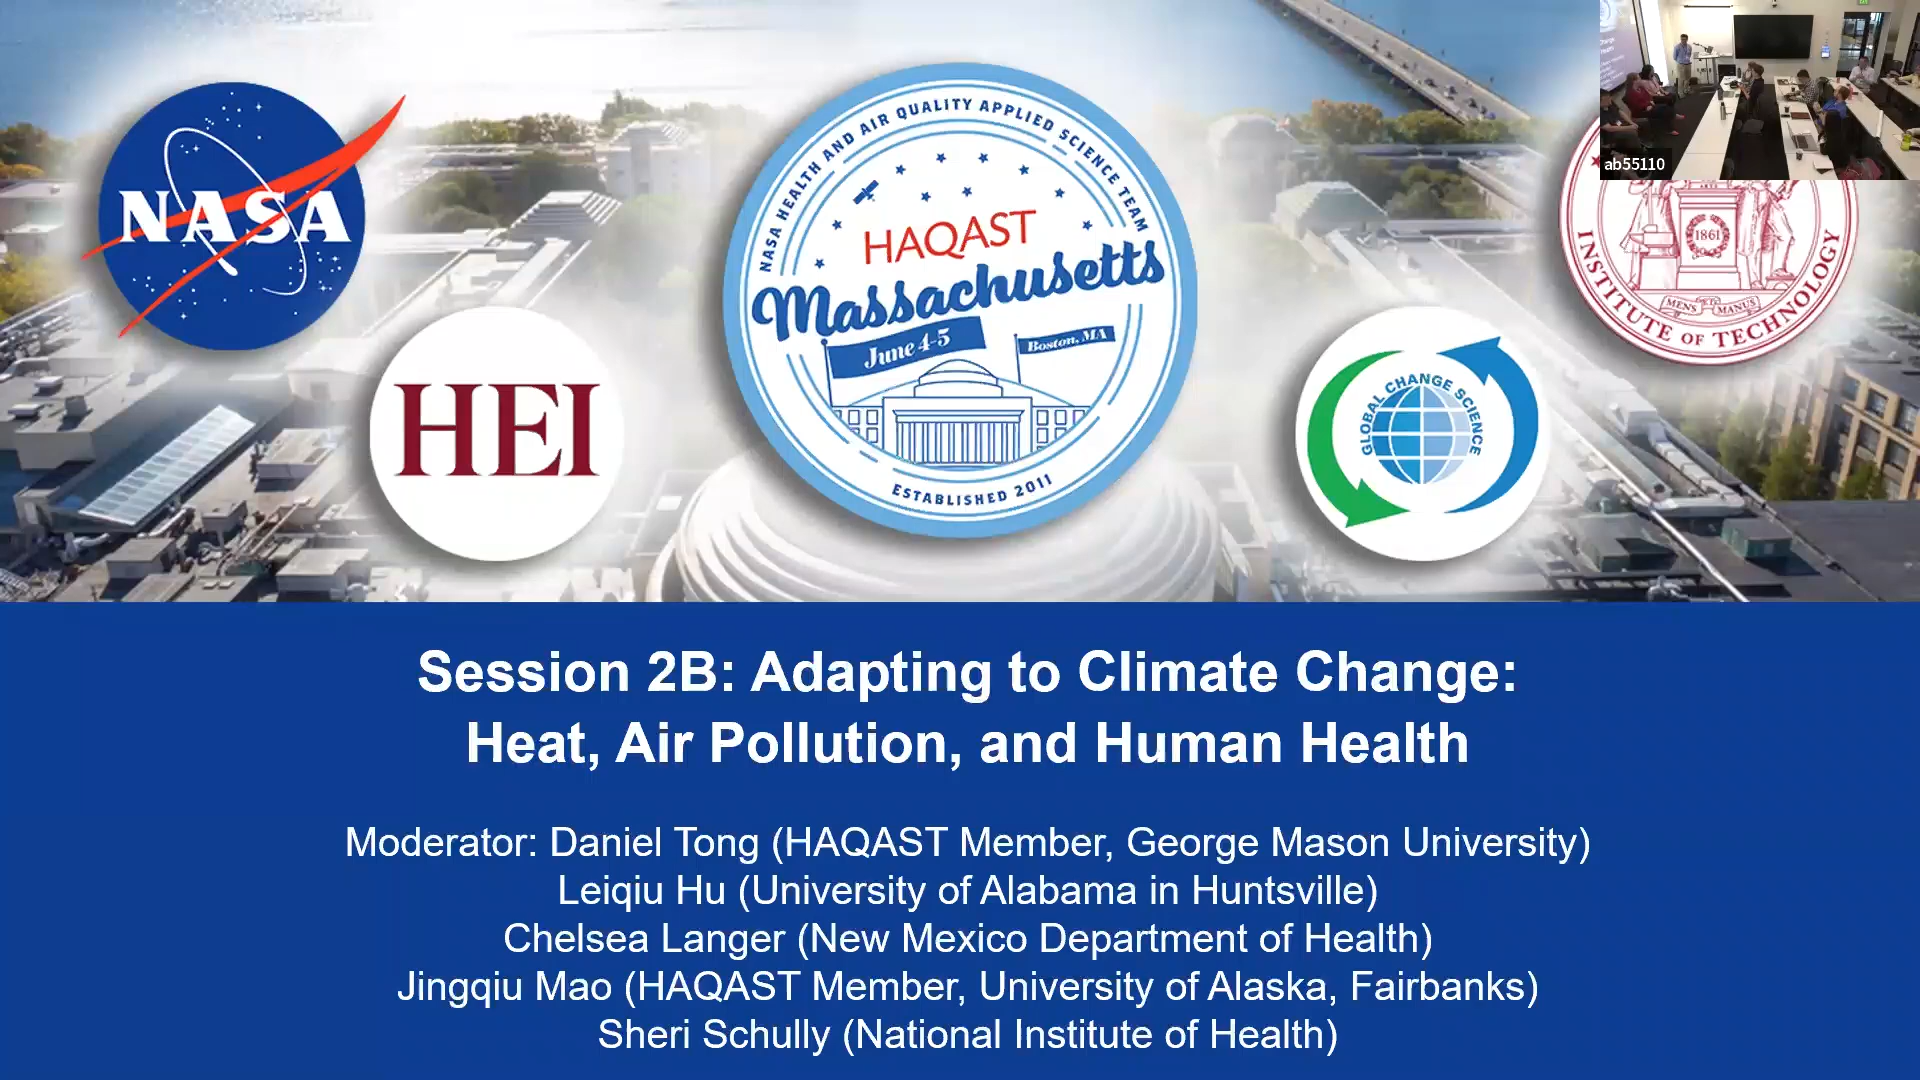 NASA
HEI
NASA HEALTH AND AIR QUALITY APPLIED SCIENCE TEAM
HAQAST
Massachusetts
June 4-5
Boston, MA
ESTABLISHED 2011
GLOBAL CHANGE SCIENCE
1861
MENS ET MANUS
INSTITUTE OF TECHNOLOGY
ab55110
Session 2B: Adapting to Climate Change:
Heat, Air Pollution, and Human Health
Moderator: Daniel Tong (HAQAST Member, George Mason University)
Leiqiu Hu (University of Alabama in Huntsville)
Chelsea Langer (New Mexico Department of Health)
Jingqiu Mao (HAQAST Member, University of Alaska, Fairbanks)
Sheri Schully (National Institute of Health)